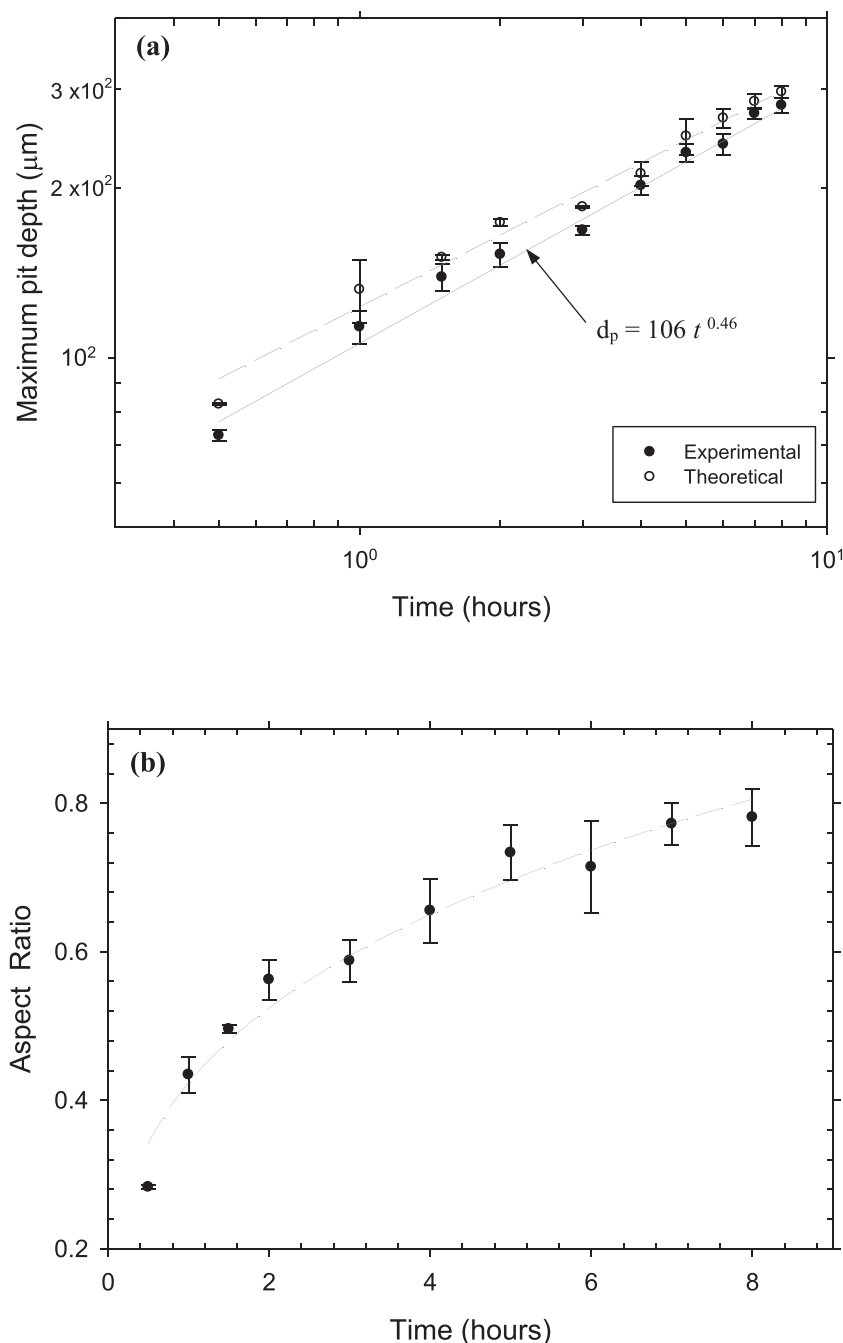 (a)
Maximum pit depth (μm)
3 x10²
2 x10²
10²
dₚ = 106 t ^0.46
Experimental
Theoretical
10⁰
10¹
Time (hours)
(b)
Aspect Ratio
0.8
0.6
0.4
0.2
0 2 4 6 8
Time (hours)